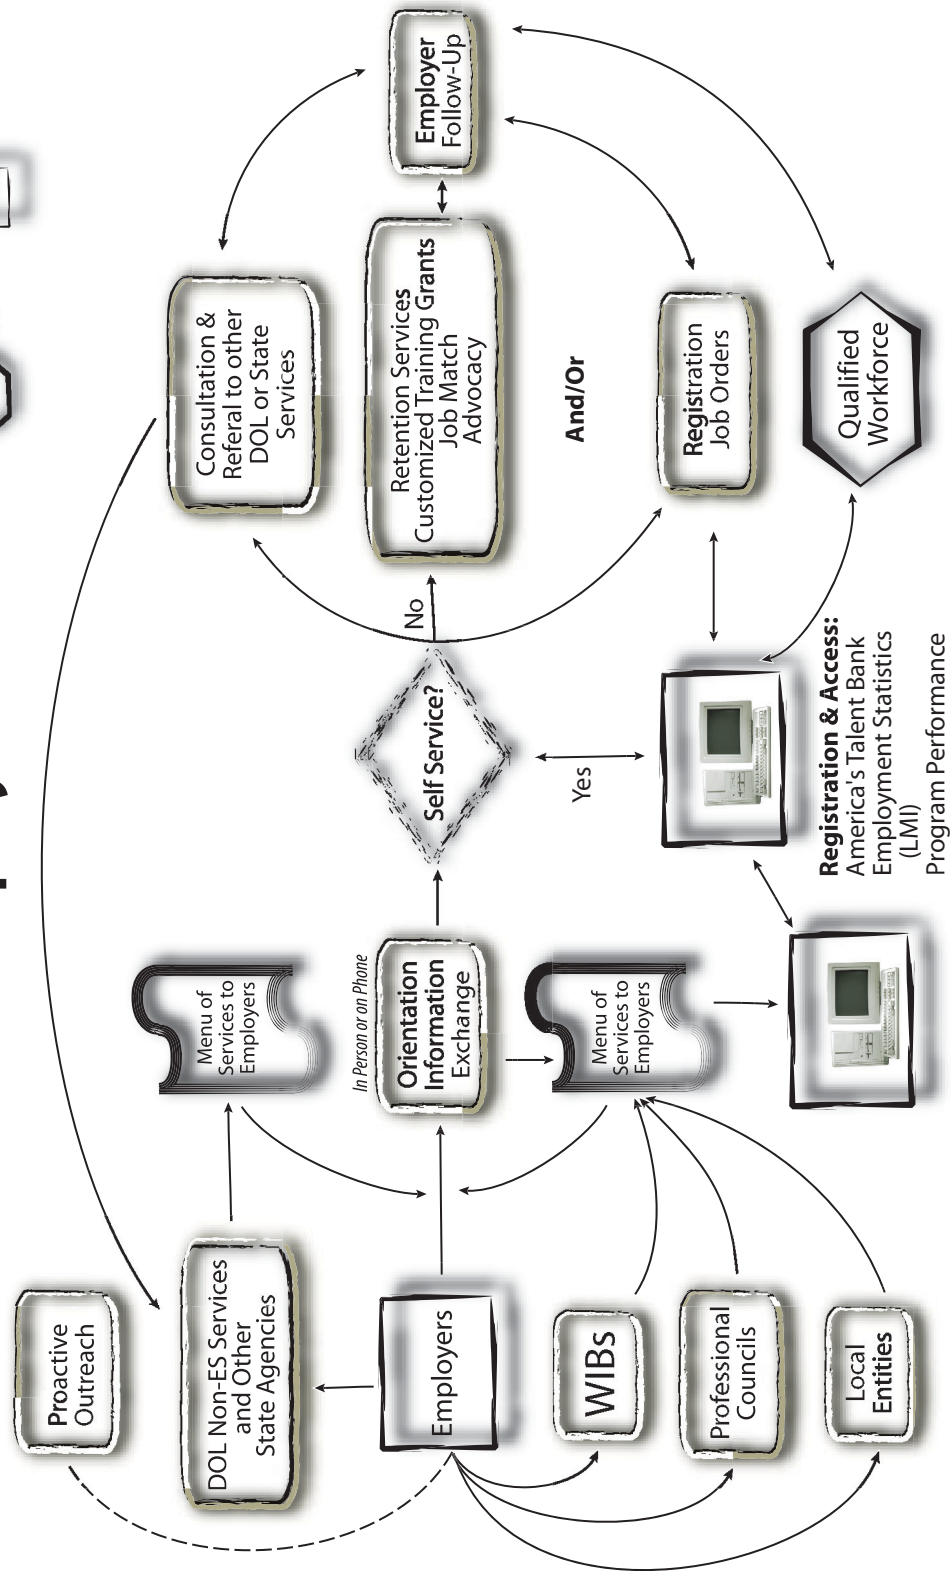 Proactive
Outreach
DOL Non-ES Services
and Other
State Agencies
Employers
WIBs
Professional
Councils
Local
Entities
Menu of
Services to
Employers
In Person or on Phone
Orientation
Information
Exchange
Menu of
Services to
Employers
Self Service?
No
Yes
Registration & Access:
America's Talent Bank
Employment Statistics
(LMI)
Program Performance
Consultation &
Referal to other
DOL or State
Services
Retention Services
Customized Training Grants
Job Match
Advocacy
And/Or
Registration
Job Orders
Qualified
Workforce
Employer
Follow-Up